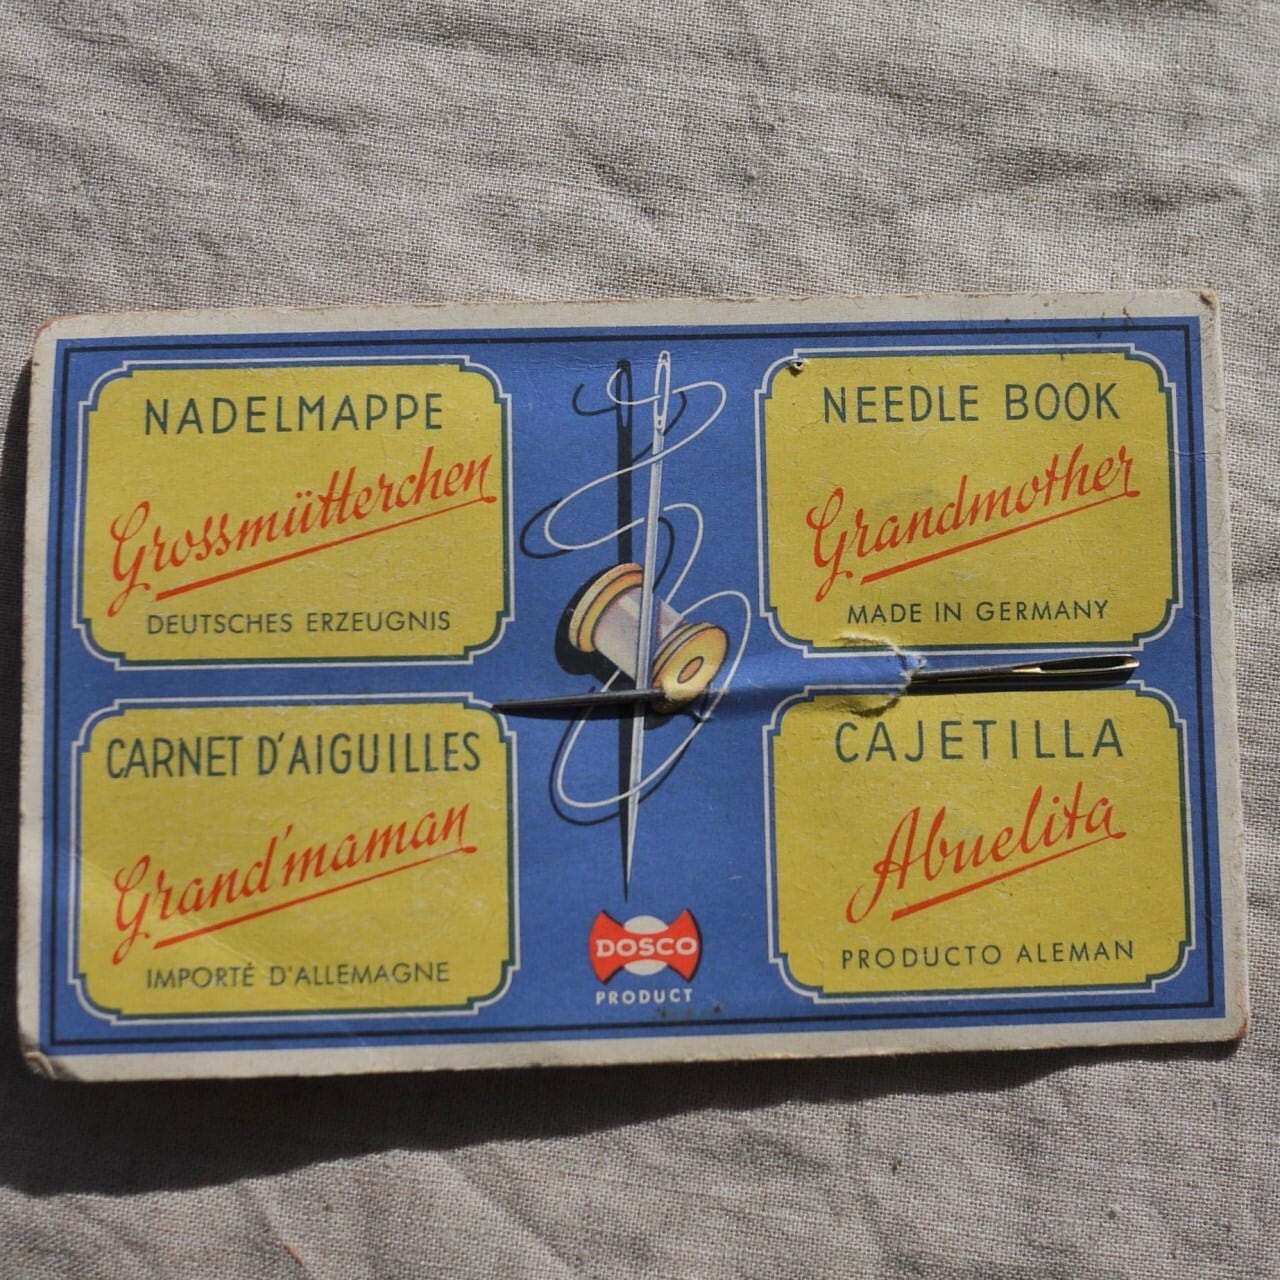 NADELMAPPE
Grossmütterchen
DEUTSCHES ERZEUGNIS
NEEDLE BOOK
Grandmother
MADE IN GERMANY
CARNET D'AIGUILLES
Grand'maman
IMPORTÉ D'ALLEMAGNE
CAJETILLA
Abuelita
PRODUCTO ALEMAN
DOSCO
PRODUCT